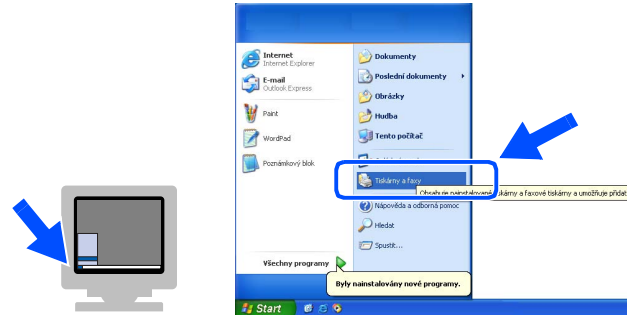 Internet
Internet Explorer
E-mail
Outlook Express
Paint
WordPad
Poznámkový blok
Všechny programy
Dokumenty
Poslední dokumenty
Obrázky
Hudba
Tento počítač
Tiskárny a faxy
Obsahuje nainstalované tiskárny a faxové tiskárny a umožňuje přidat
Nápověda a odborná pomoc
Hledat
Spustit...
Byly nainstalovány nové programy.
Start